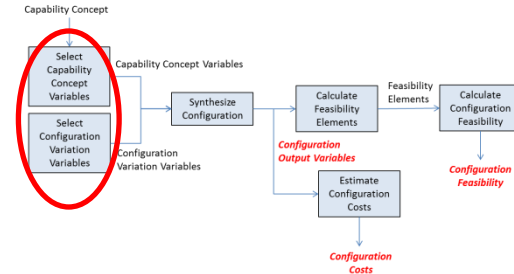 Capability Concept
Select
Capability
Concept
Variables
Capability Concept Variables
Select
Configuration
Variation
Variables
Configuration
Variation Variables
Synthesize
Configuration
Configuration
Output Variables
Calculate
Feasibility
Elements
Feasibility
Elements
Calculate
Configuration
Feasibility
Configuration
Feasibility
Estimate
Configuration
Costs
Configuration
Costs